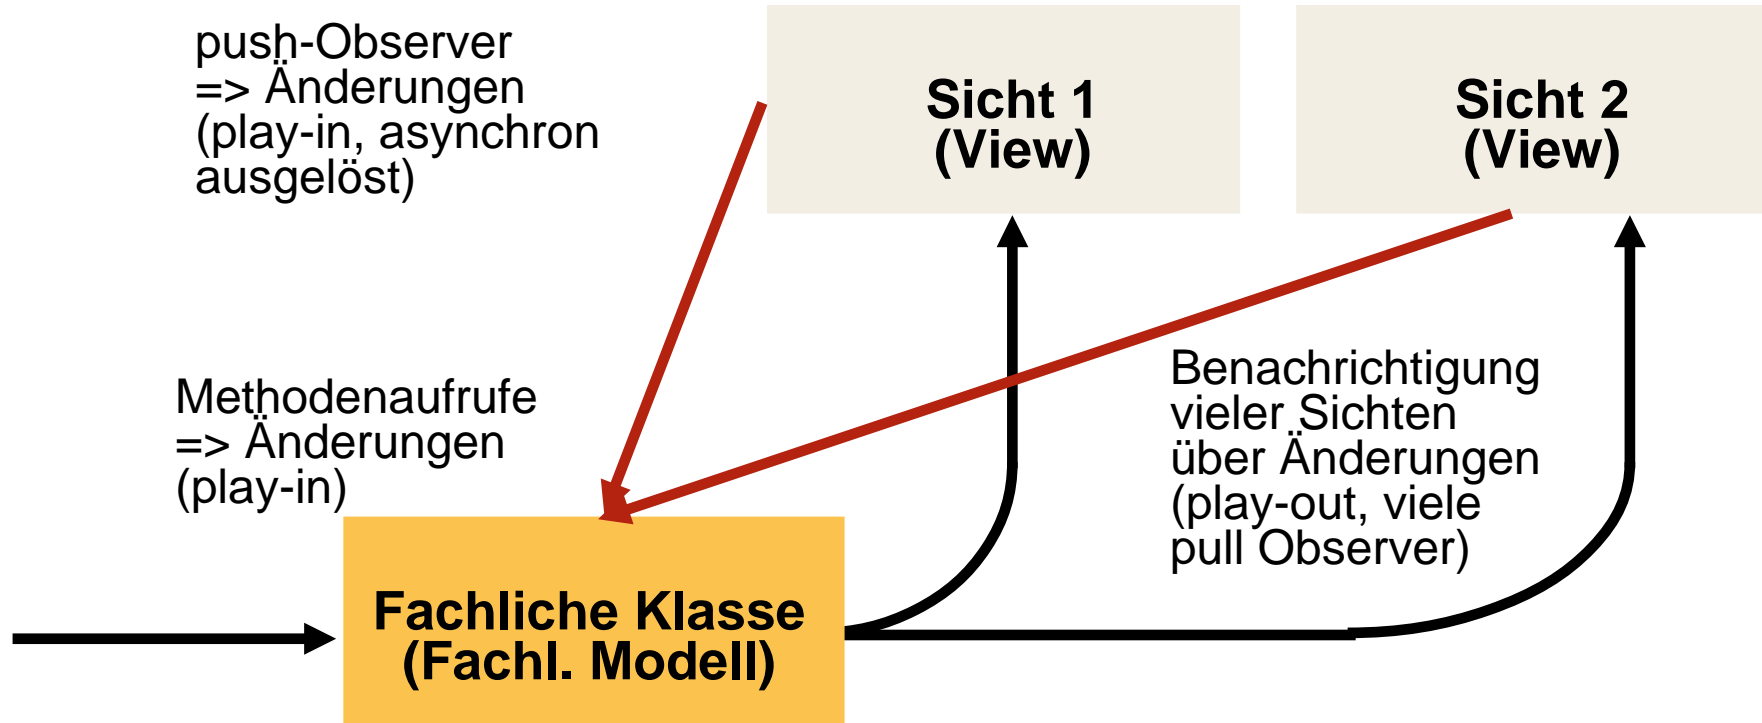 push-Observer
=> Änderungen
(play-in, asynchron
ausgelöst)
Sicht 1
(View)
Sicht 2
(View)
Methodenaufrufe
=> Änderungen
(play-in)
Benachrichtigung
vieler Sichten
über Änderungen
(play-out, viele
pull Observer)
Fachliche Klasse
(Fachl. Modell)